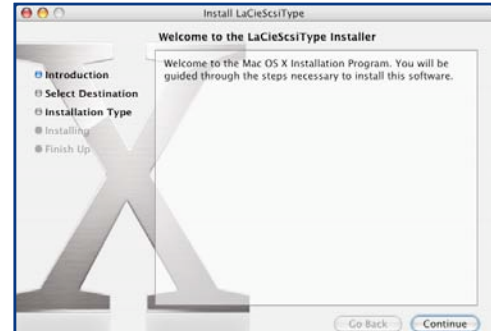 Install LaCieScsiType
Welcome to the LaCieScsiType Installer
Introduction
Select Destination
Installation Type
Installing
Finish Up
Welcome to the Mac OS X Installation Program. You will be
guided through the steps necessary to install this software.
Go Back
Continue